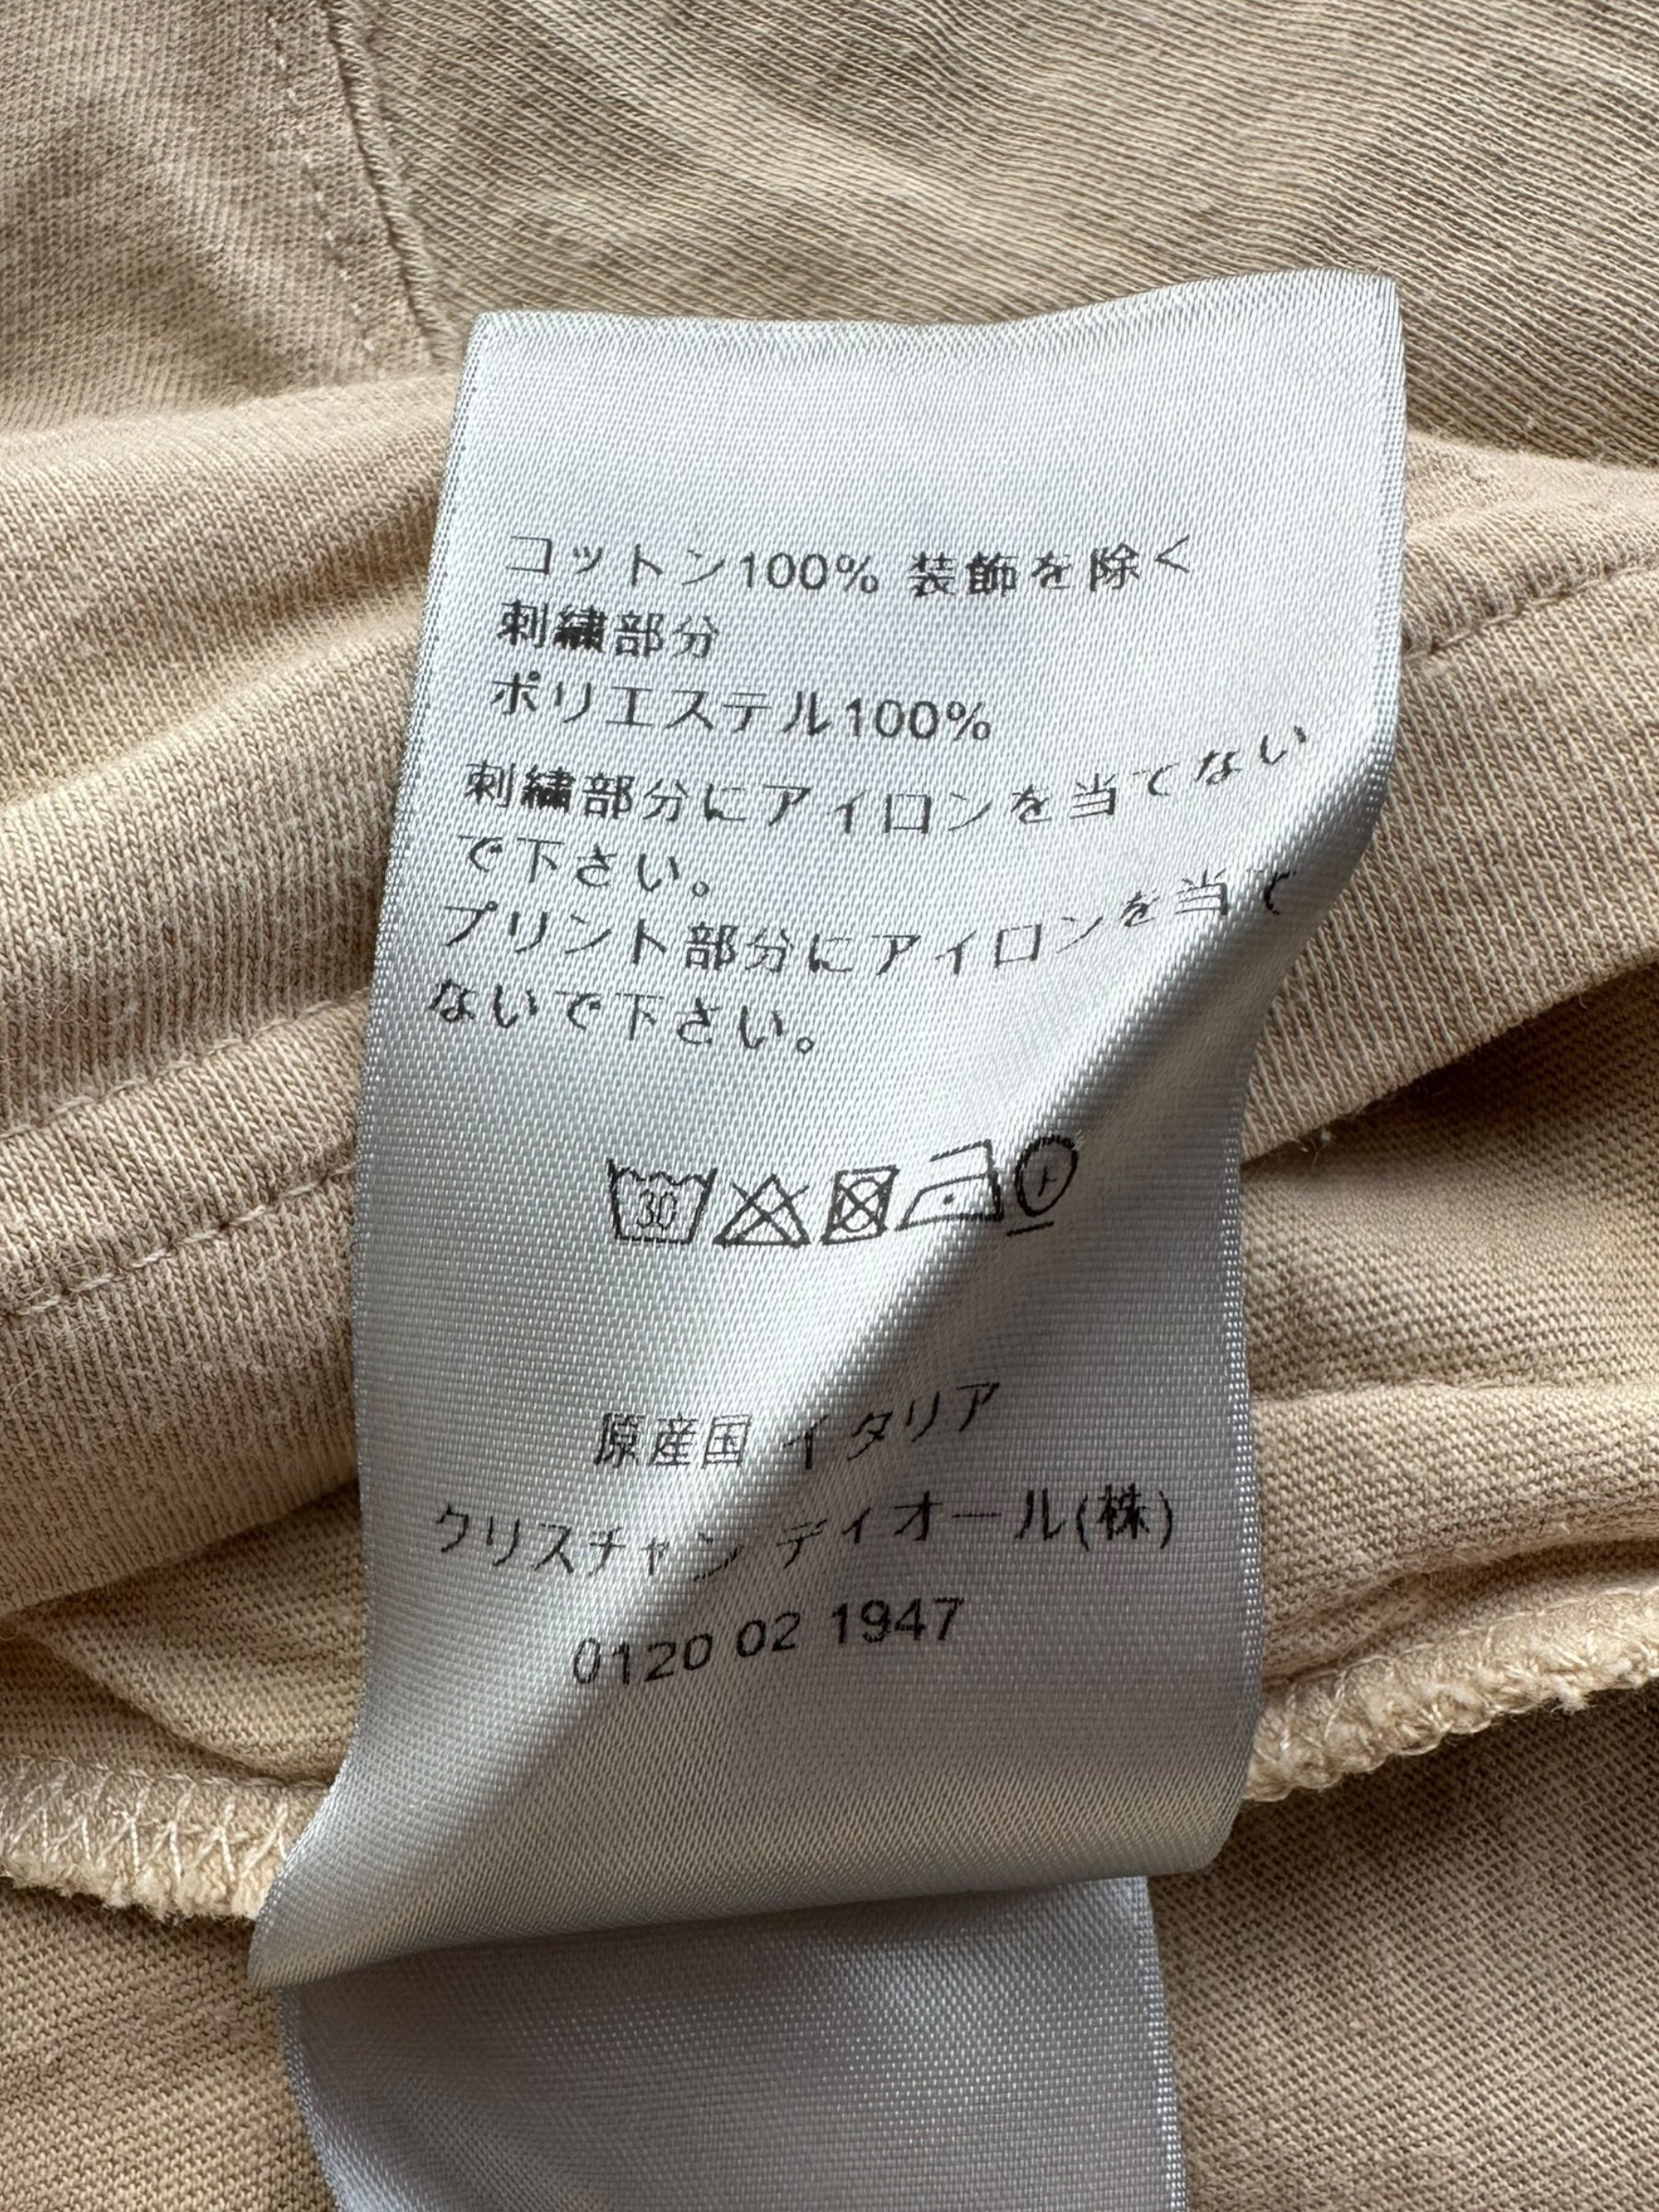 コットン100% 装飾を除く
刺繍部分
ポリエステル100%
刺繍部分にアイロンを当てない
で下さい。
プリント部分にアイロンを当て
ないで下さい。
30
原産国 イタリア
クリスチャン ディオール(株)
0120 02 1947